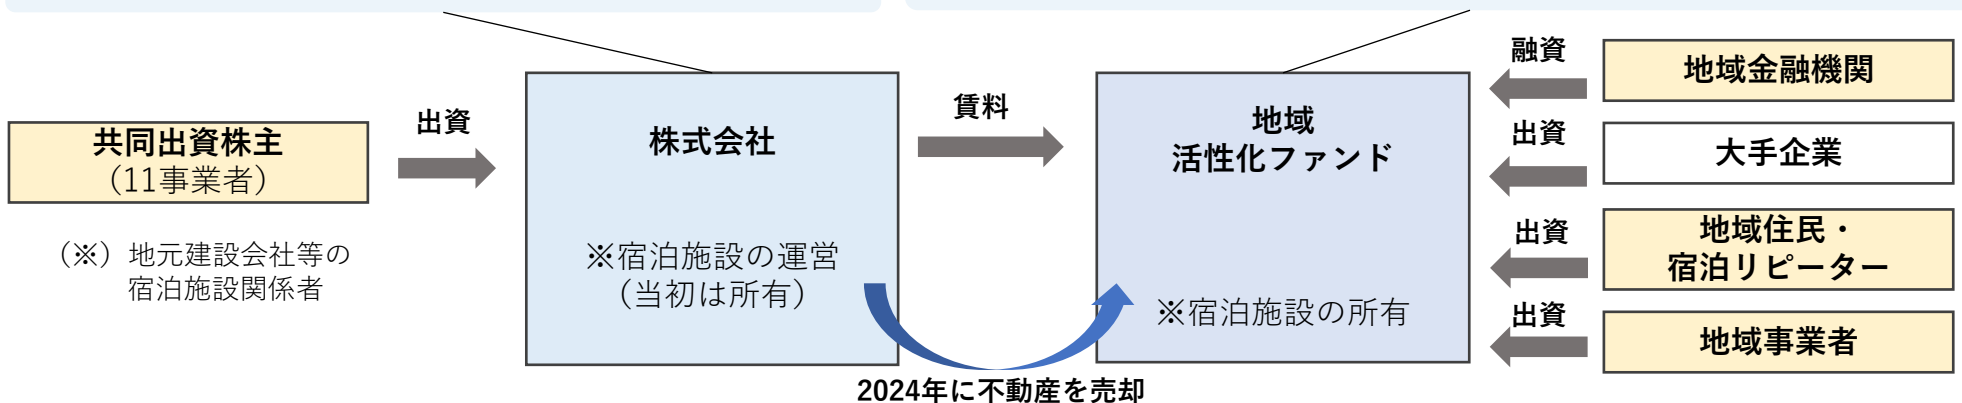 共同出資株主
（11事業者）
（※）地元建設会社等の
宿泊施設関係者
出資
株式会社
※宿泊施設の運営
（当初は所有）
賃料
2024年に不動産を売却
地域
活性化ファンド
※宿泊施設の所有
融資
地域金融機関
出資
大手企業
出資
地域住民・
宿泊リピーター
出資
地域事業者